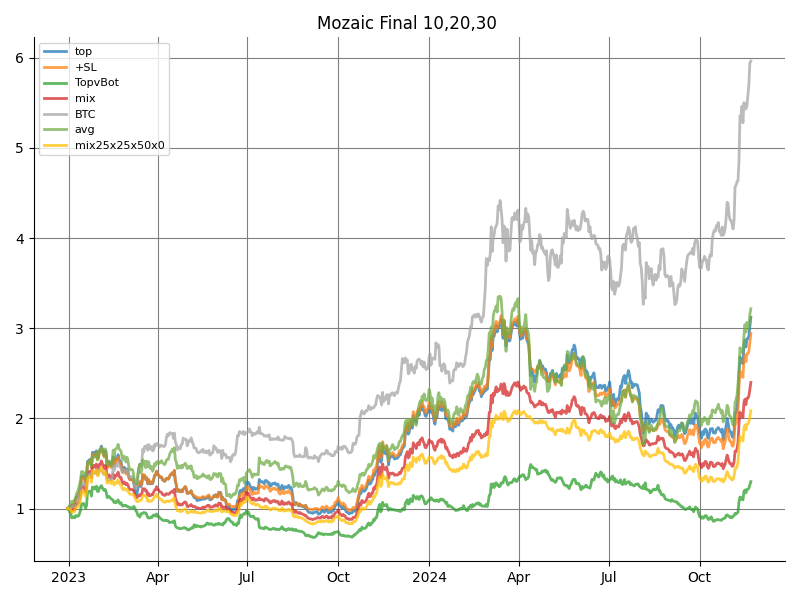 Mozaic Final 10,20,30
top
+SL
TopvBot
mix
BTC
avg
mix25x25x50x0
6
5
4
3
2
1
2023 Apr Jul Oct 2024 Apr Jul Oct